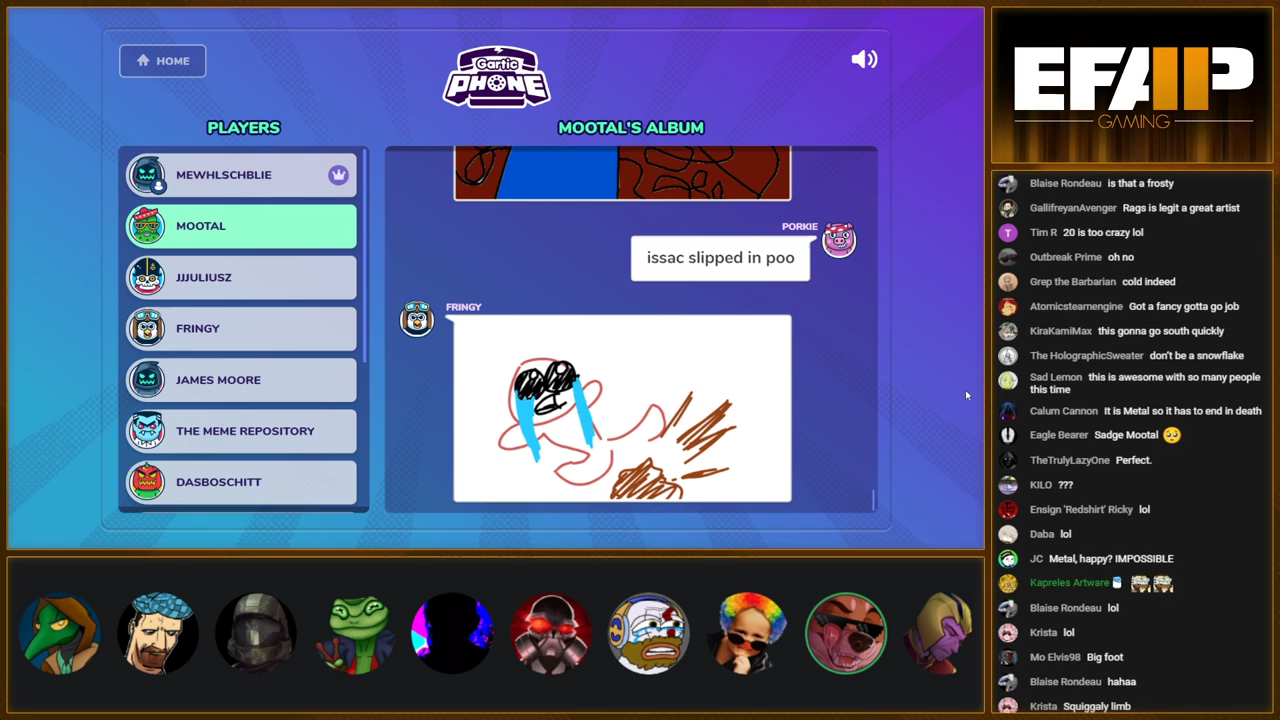 HOME
Gartic
PHONE
PLAYERS
MOOTAL'S ALBUM
MEWHLSCHBLIE
MOOTAL
JJJULIUSZ
FRINGY
JAMES MOORE
THE MEME REPOSITORY
DASBOSCHITT
PORKIE
issac slipped in poo
FRINGY
EFAP
GAMING
Blaise Rondeau is that a frosty
GallifreyanAvenger Rags is legit a great artist
T Tim R 20 is too crazy lol
Outbreak Prime oh no
Grep the Barbarian cold indeed
Atomicsteamengine Got a fancy gotta go job
KiraKamiMax this gonna go south quickly
The HolographicSweater don't be a snowflake
Sad Lemon this is awesome with so many people
this time
Calum Cannon It is Metal so it has to end in death
Eagle Bearer Sadge Mootal 🥺
TheTrulyLazyOne Perfect.
KILO ???
Ensign 'Redshirt' Ricky lol
Daba lol
JC Metal, happy? IMPOSSIBLE
Kapreles Artware
Blaise Rondeau lol
Krista lol
Mo Elvis98 Big foot
Blaise Rondeau hahaa
Krista Squiggaly limb